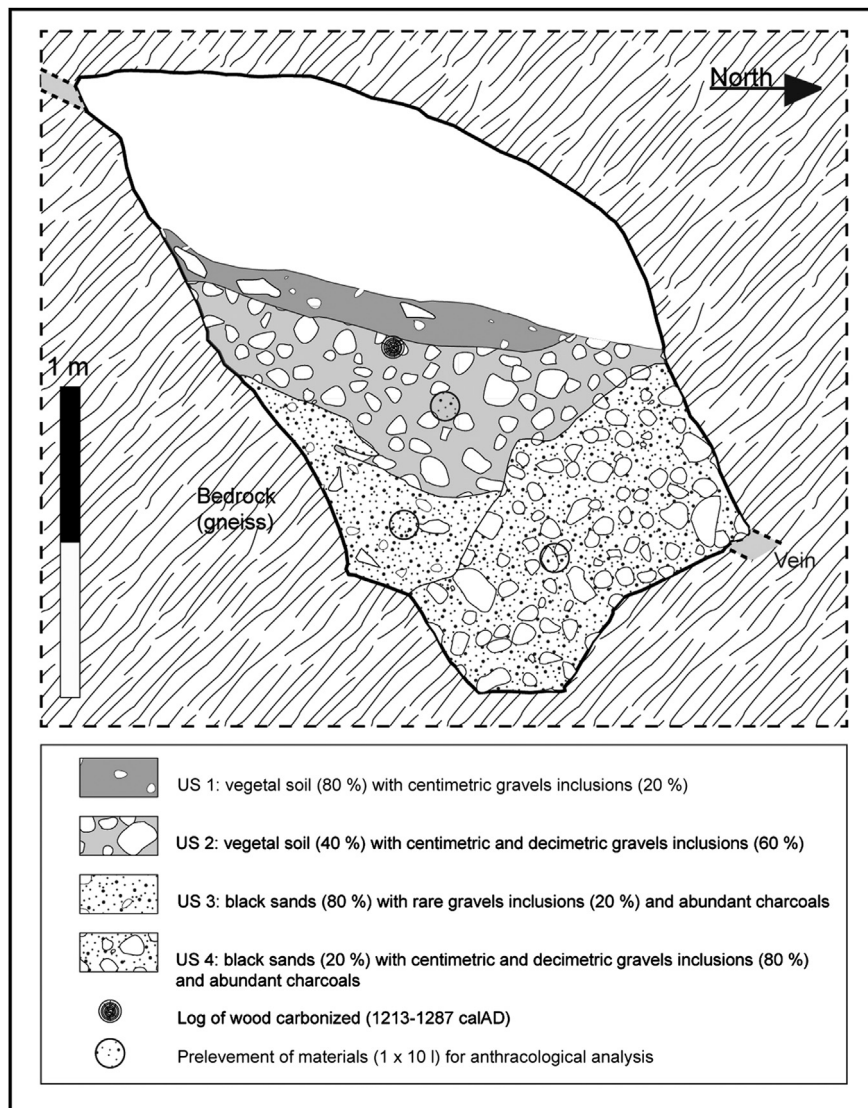 North
1 m
Bedrock
(gneiss)
Vein
US 1: vegetal soil (80 %) with centimetric gravels inclusions (20 %)
US 2: vegetal soil (40 %) with centimetric and decimetric gravels inclusions (60 %)
US 3: black sands (80 %) with rare gravels inclusions (20 %) and abundant charcoals
US 4: black sands (20 %) with centimetric and decimetric gravels inclusions (80 %)
and abundant charcoals
Log of wood carbonized (1213-1287 calAD)
Prelevement of materials (1 x 10 l) for anthracological analysis